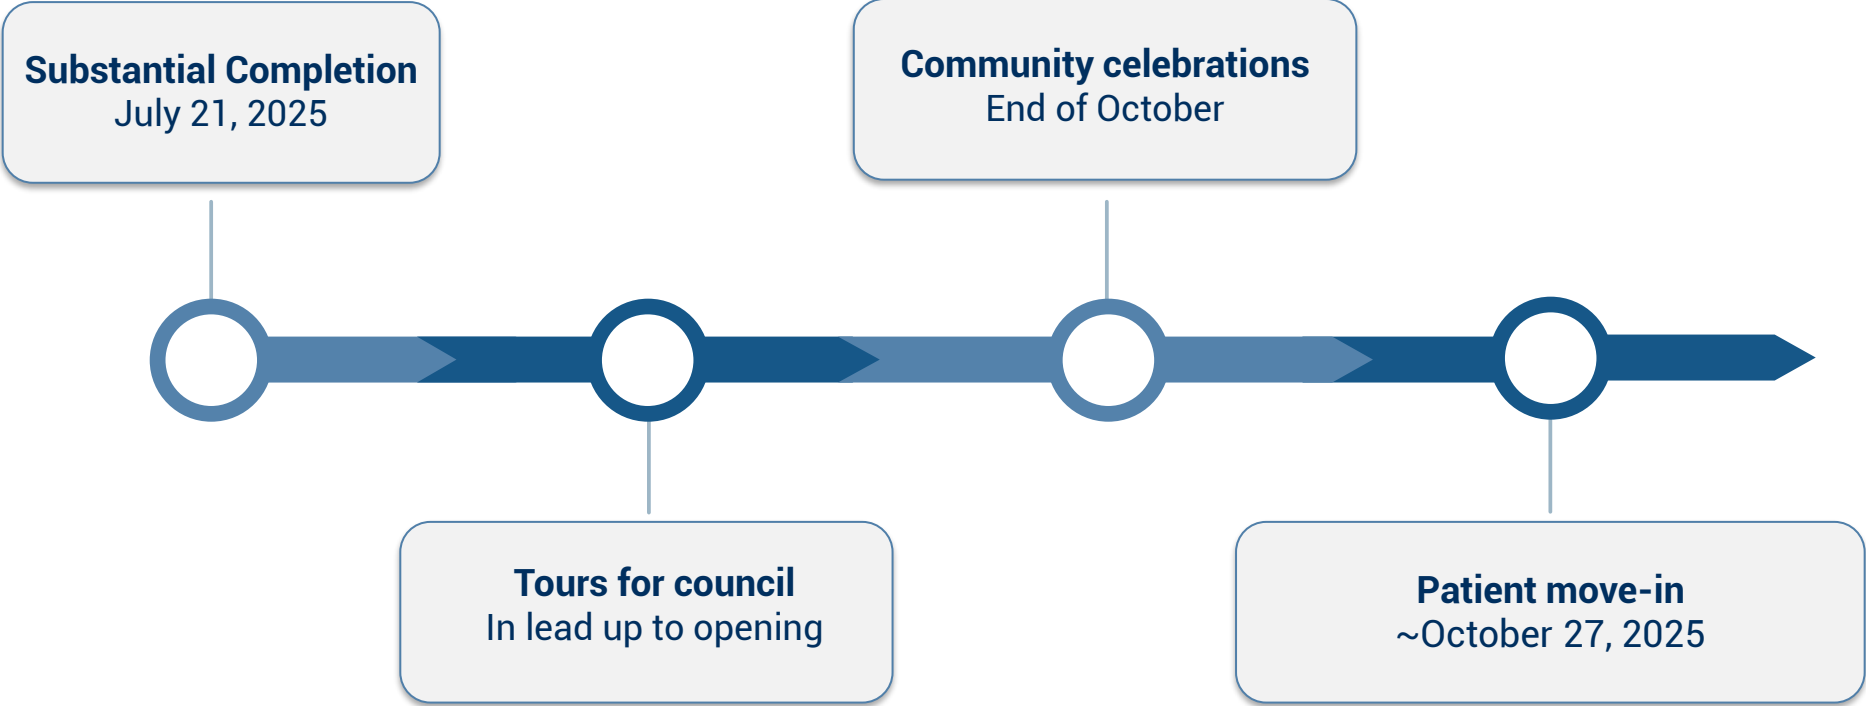 Substantial Completion
July 21, 2025
Tours for council
In lead up to opening
Community celebrations
End of October
Patient move-in
~October 27, 2025